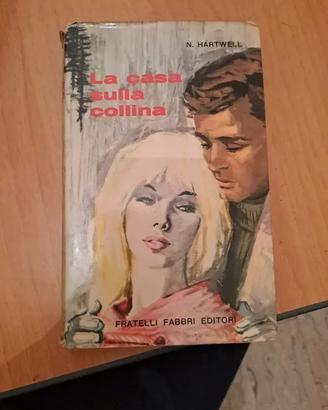 N. HARTWELL
La casa
sulla
collina
FRATELLI FABBRI EDITORI